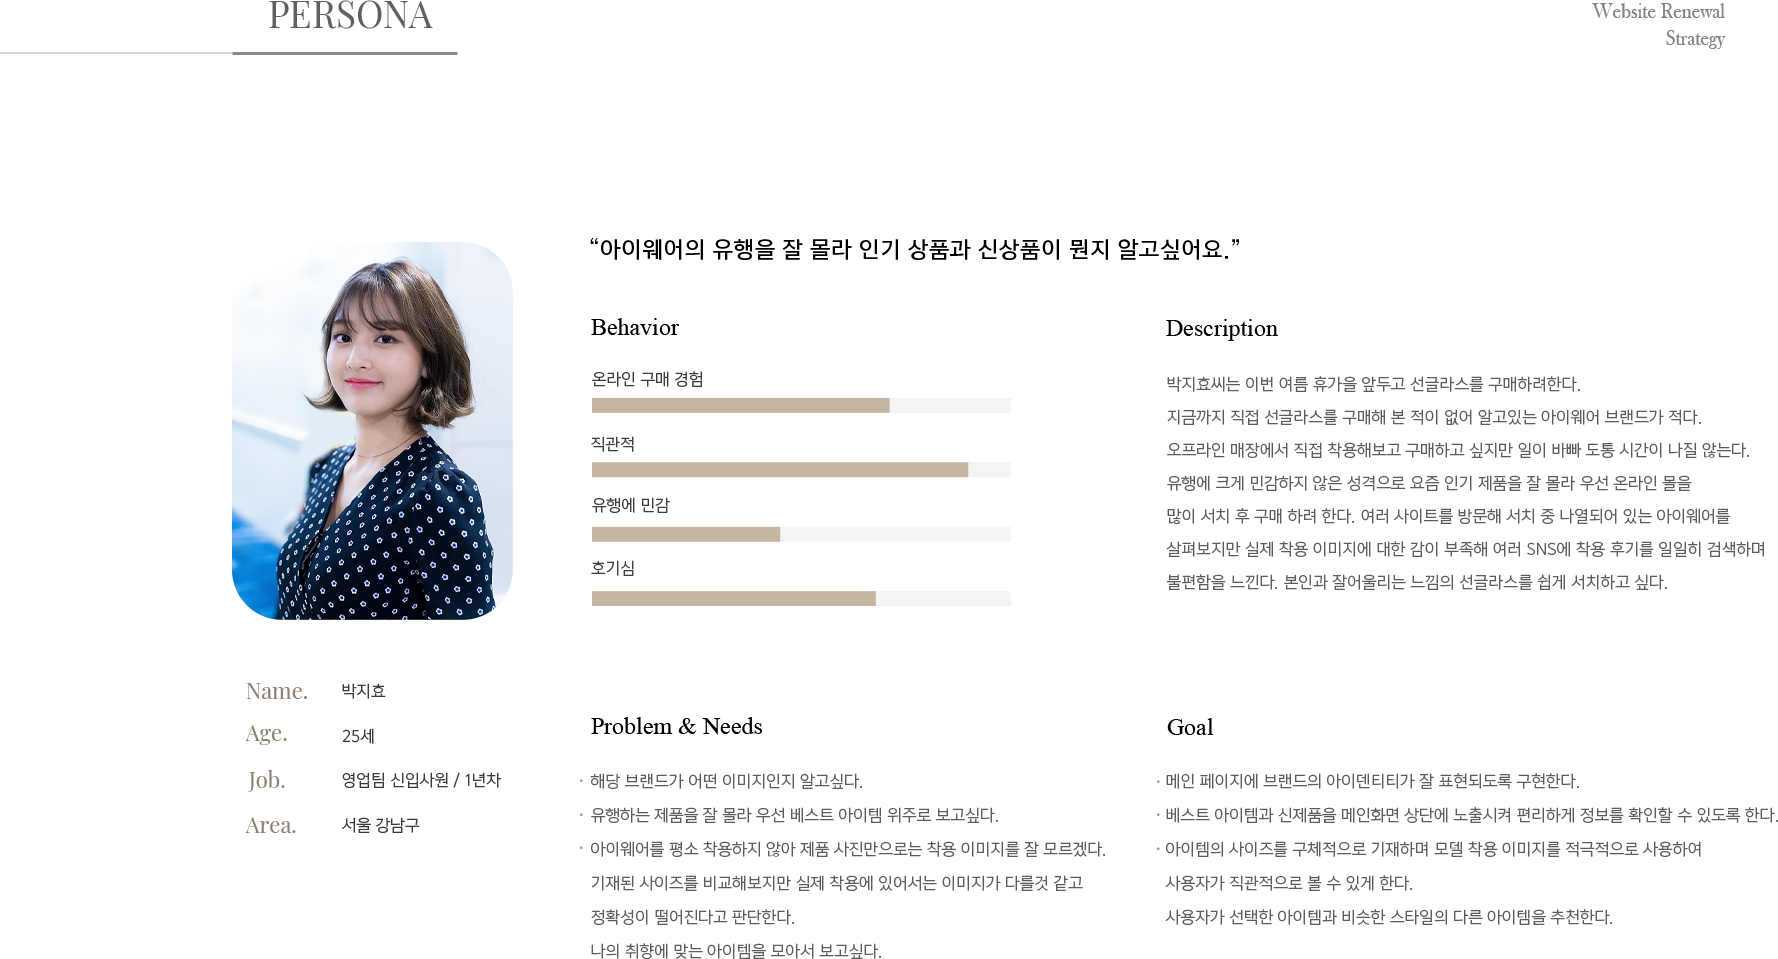 PERSONA
Website Renewal
Strategy
“아이웨어의 유행을 잘 몰라 인기 상품과 신상품이 뭔지 알고싶어요.”
Behavior
온라인 구매 경험
직관적
유행에 민감
호기심
Description
박지효씨는 이번 여름 휴가을 앞두고 선글라스를 구매하려한다.
지금까지 직접 선글라스를 구매해 본 적이 없어 알고있는 아이웨어 브랜드가 적다.
오프라인 매장에서 직접 착용해보고 구매하고 싶지만 일이 바빠 도통 시간이 나질 않는다.
유행에 크게 민감하지 않은 성격으로 요즘 인기 제품을 잘 몰라 우선 온라인 몰을
많이 서치 후 구매 하려 한다. 여러 사이트를 방문해 서치 중 나열되어 있는 아이웨어를
살펴보지만 실제 착용 이미지에 대한 감이 부족해 여러 SNS에 착용 후기를 일일히 검색하며
불편함을 느낀다. 본인과 잘어울리는 느낌의 선글라스를 쉽게 서치하고 싶다.
Name. 박지효
Age. 25세
Job. 영업팀 신입사원 / 1년차
Area. 서울 강남구
Problem & Needs
· 해당 브랜드가 어떤 이미지인지 알고싶다.
· 유행하는 제품을 잘 몰라 우선 베스트 아이템 위주로 보고싶다.
· 아이웨어를 평소 착용하지 않아 제품 사진만으로는 착용 이미지를 잘 모르겠다.
기재된 사이즈를 비교해보지만 실제 착용에 있어서는 이미지가 다를것 같고
정확성이 떨어진다고 판단한다.
나의 취향에 맞는 아이템을 모아서 보고싶다.
Goal
· 메인 페이지에 브랜드의 아이덴티티가 잘 표현되도록 구현한다.
· 베스트 아이템과 신제품을 메인화면 상단에 노출시켜 편리하게 정보를 확인할 수 있도록 한다.
· 아이템의 사이즈를 구체적으로 기재하며 모델 착용 이미지를 적극적으로 사용하여
사용자가 직관적으로 볼 수 있게 한다.
사용자가 선택한 아이템과 비슷한 스타일의 다른 아이템을 추천한다.